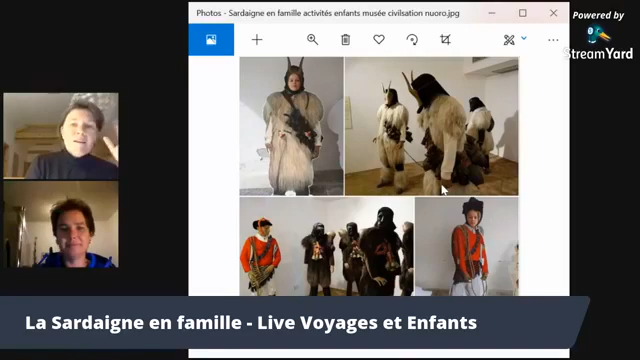 Photos - Sardaigne en famille activités enfants musée civilsation nuoro.jpg
Powered by
StreamYard
La Sardaigne en famille - Live Voyages et Enfants